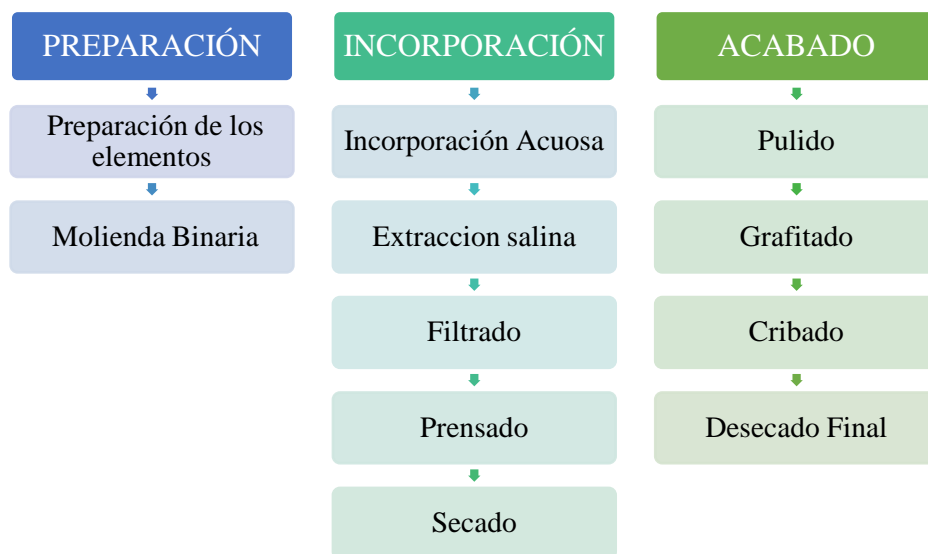 PREPARACIÓN
Preparación de los
elementos
Molienda Binaria
INCORPORACIÓN
Incorporación Acuosa
Extraccion salina
Filtrado
Prensado
Secado
ACABADO
Pulido
Grafitado
Cribado
Desecado Final